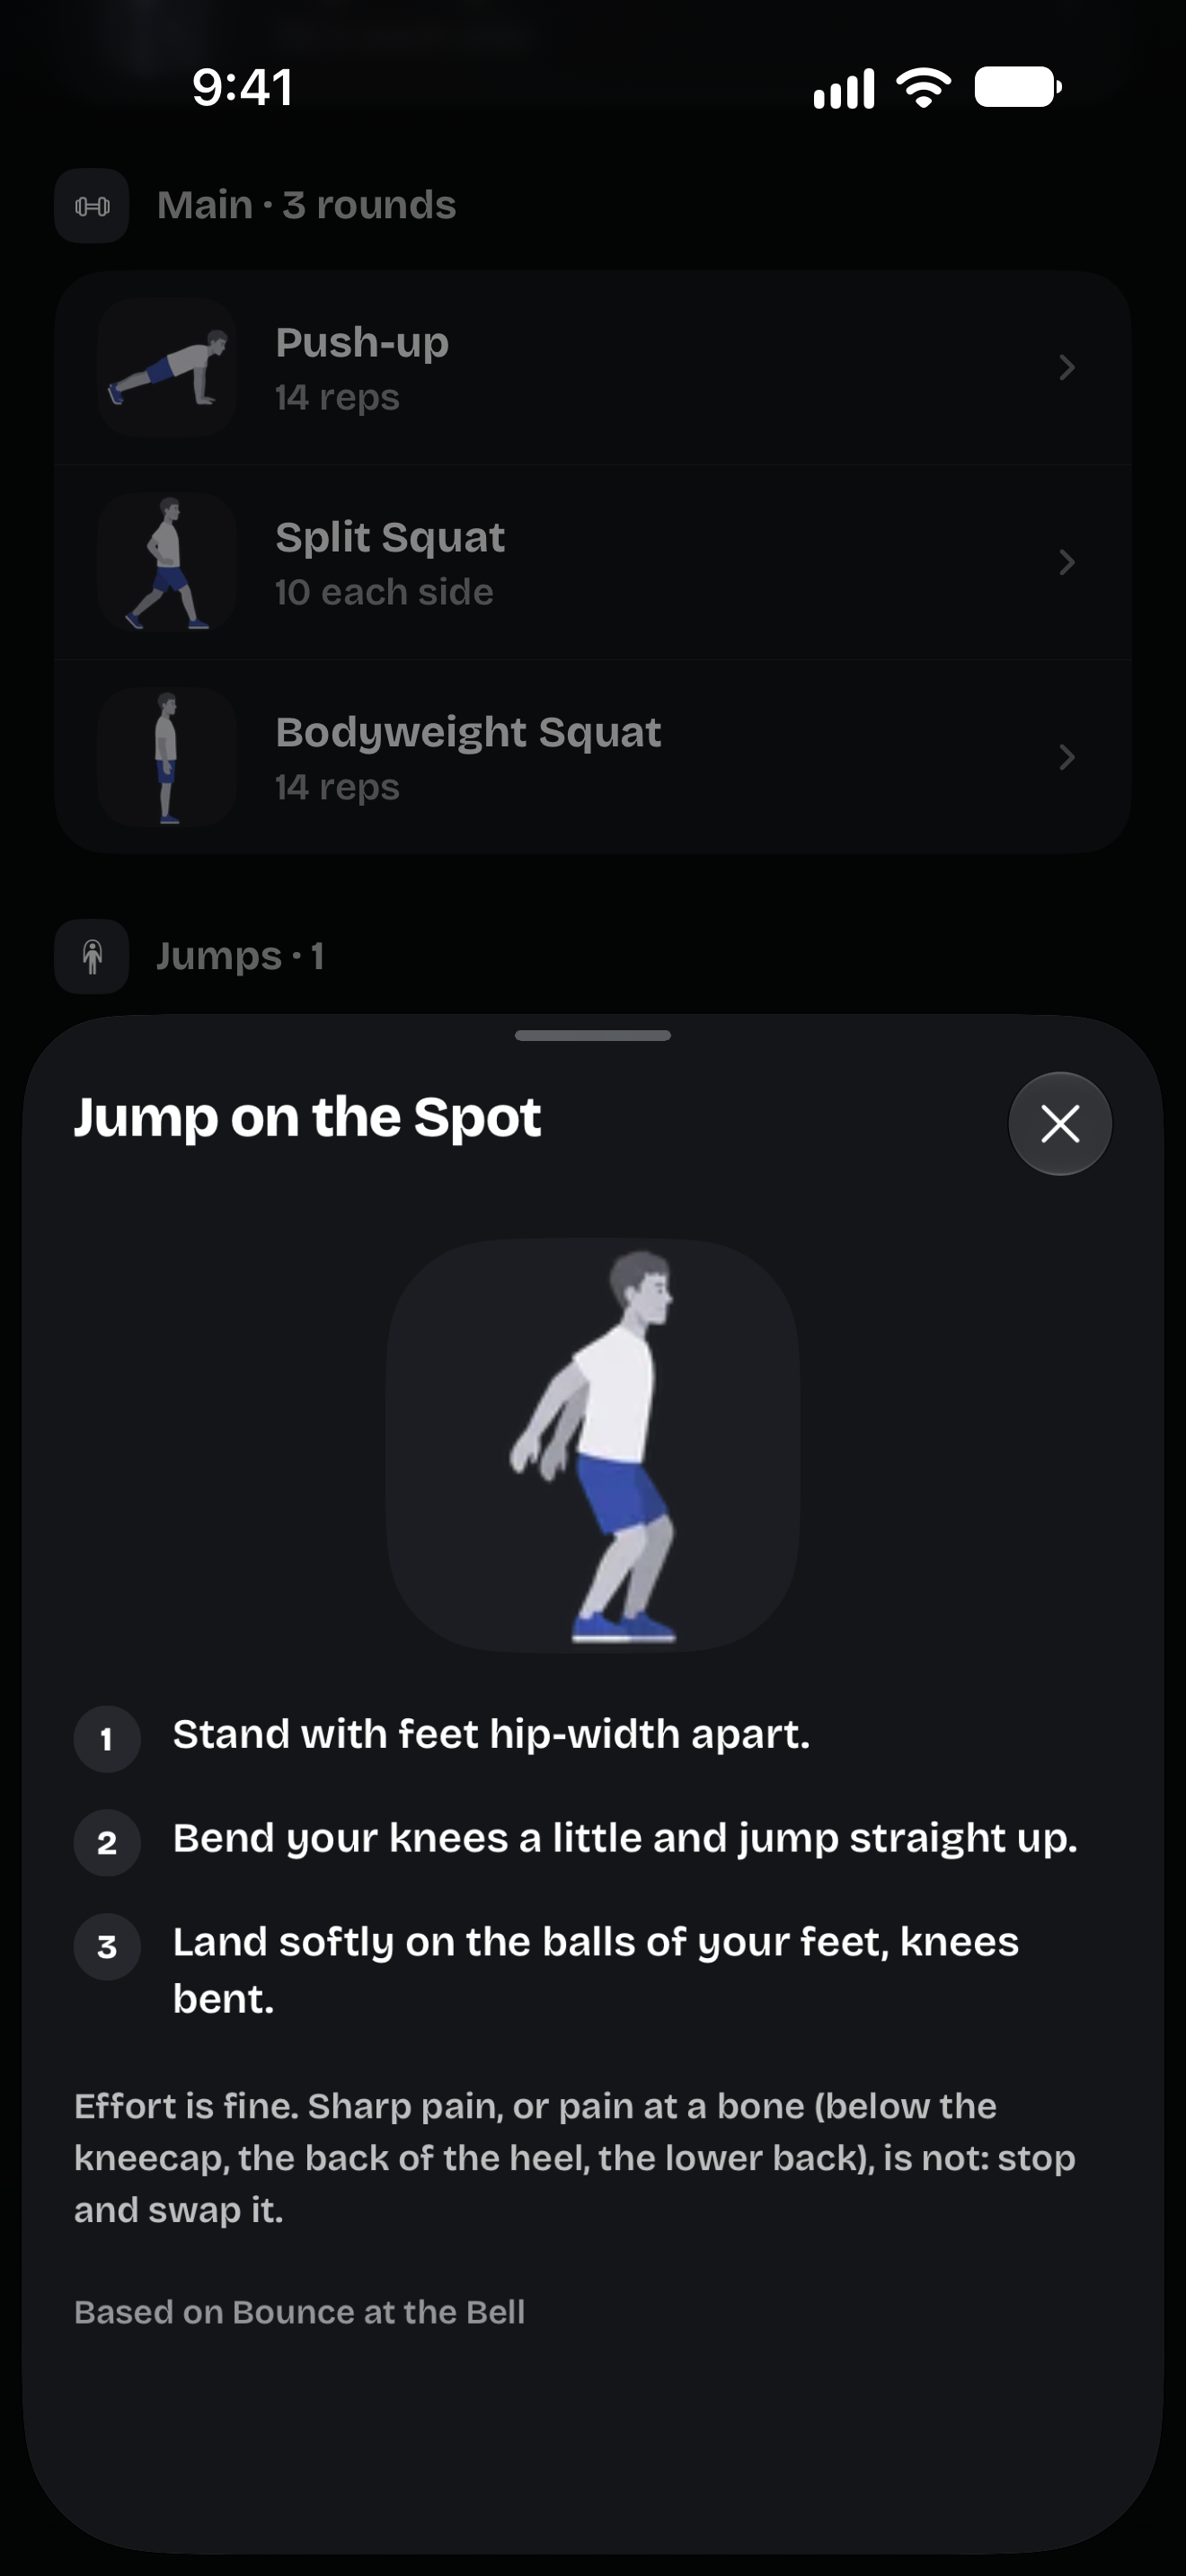 9:41
Main · 3 rounds
Push-up
14 reps
Split Squat
10 each side
Bodyweight Squat
14 reps
Jumps · 1
Jump on the Spot
1 Stand with feet hip-width apart.
2 Bend your knees a little and jump straight up.
3 Land softly on the balls of your feet, knees
bent.
Effort is fine. Sharp pain, or pain at a bone (below the
kneecap, the back of the heel, the lower back), is not: stop
and swap it.
Based on Bounce at the Bell